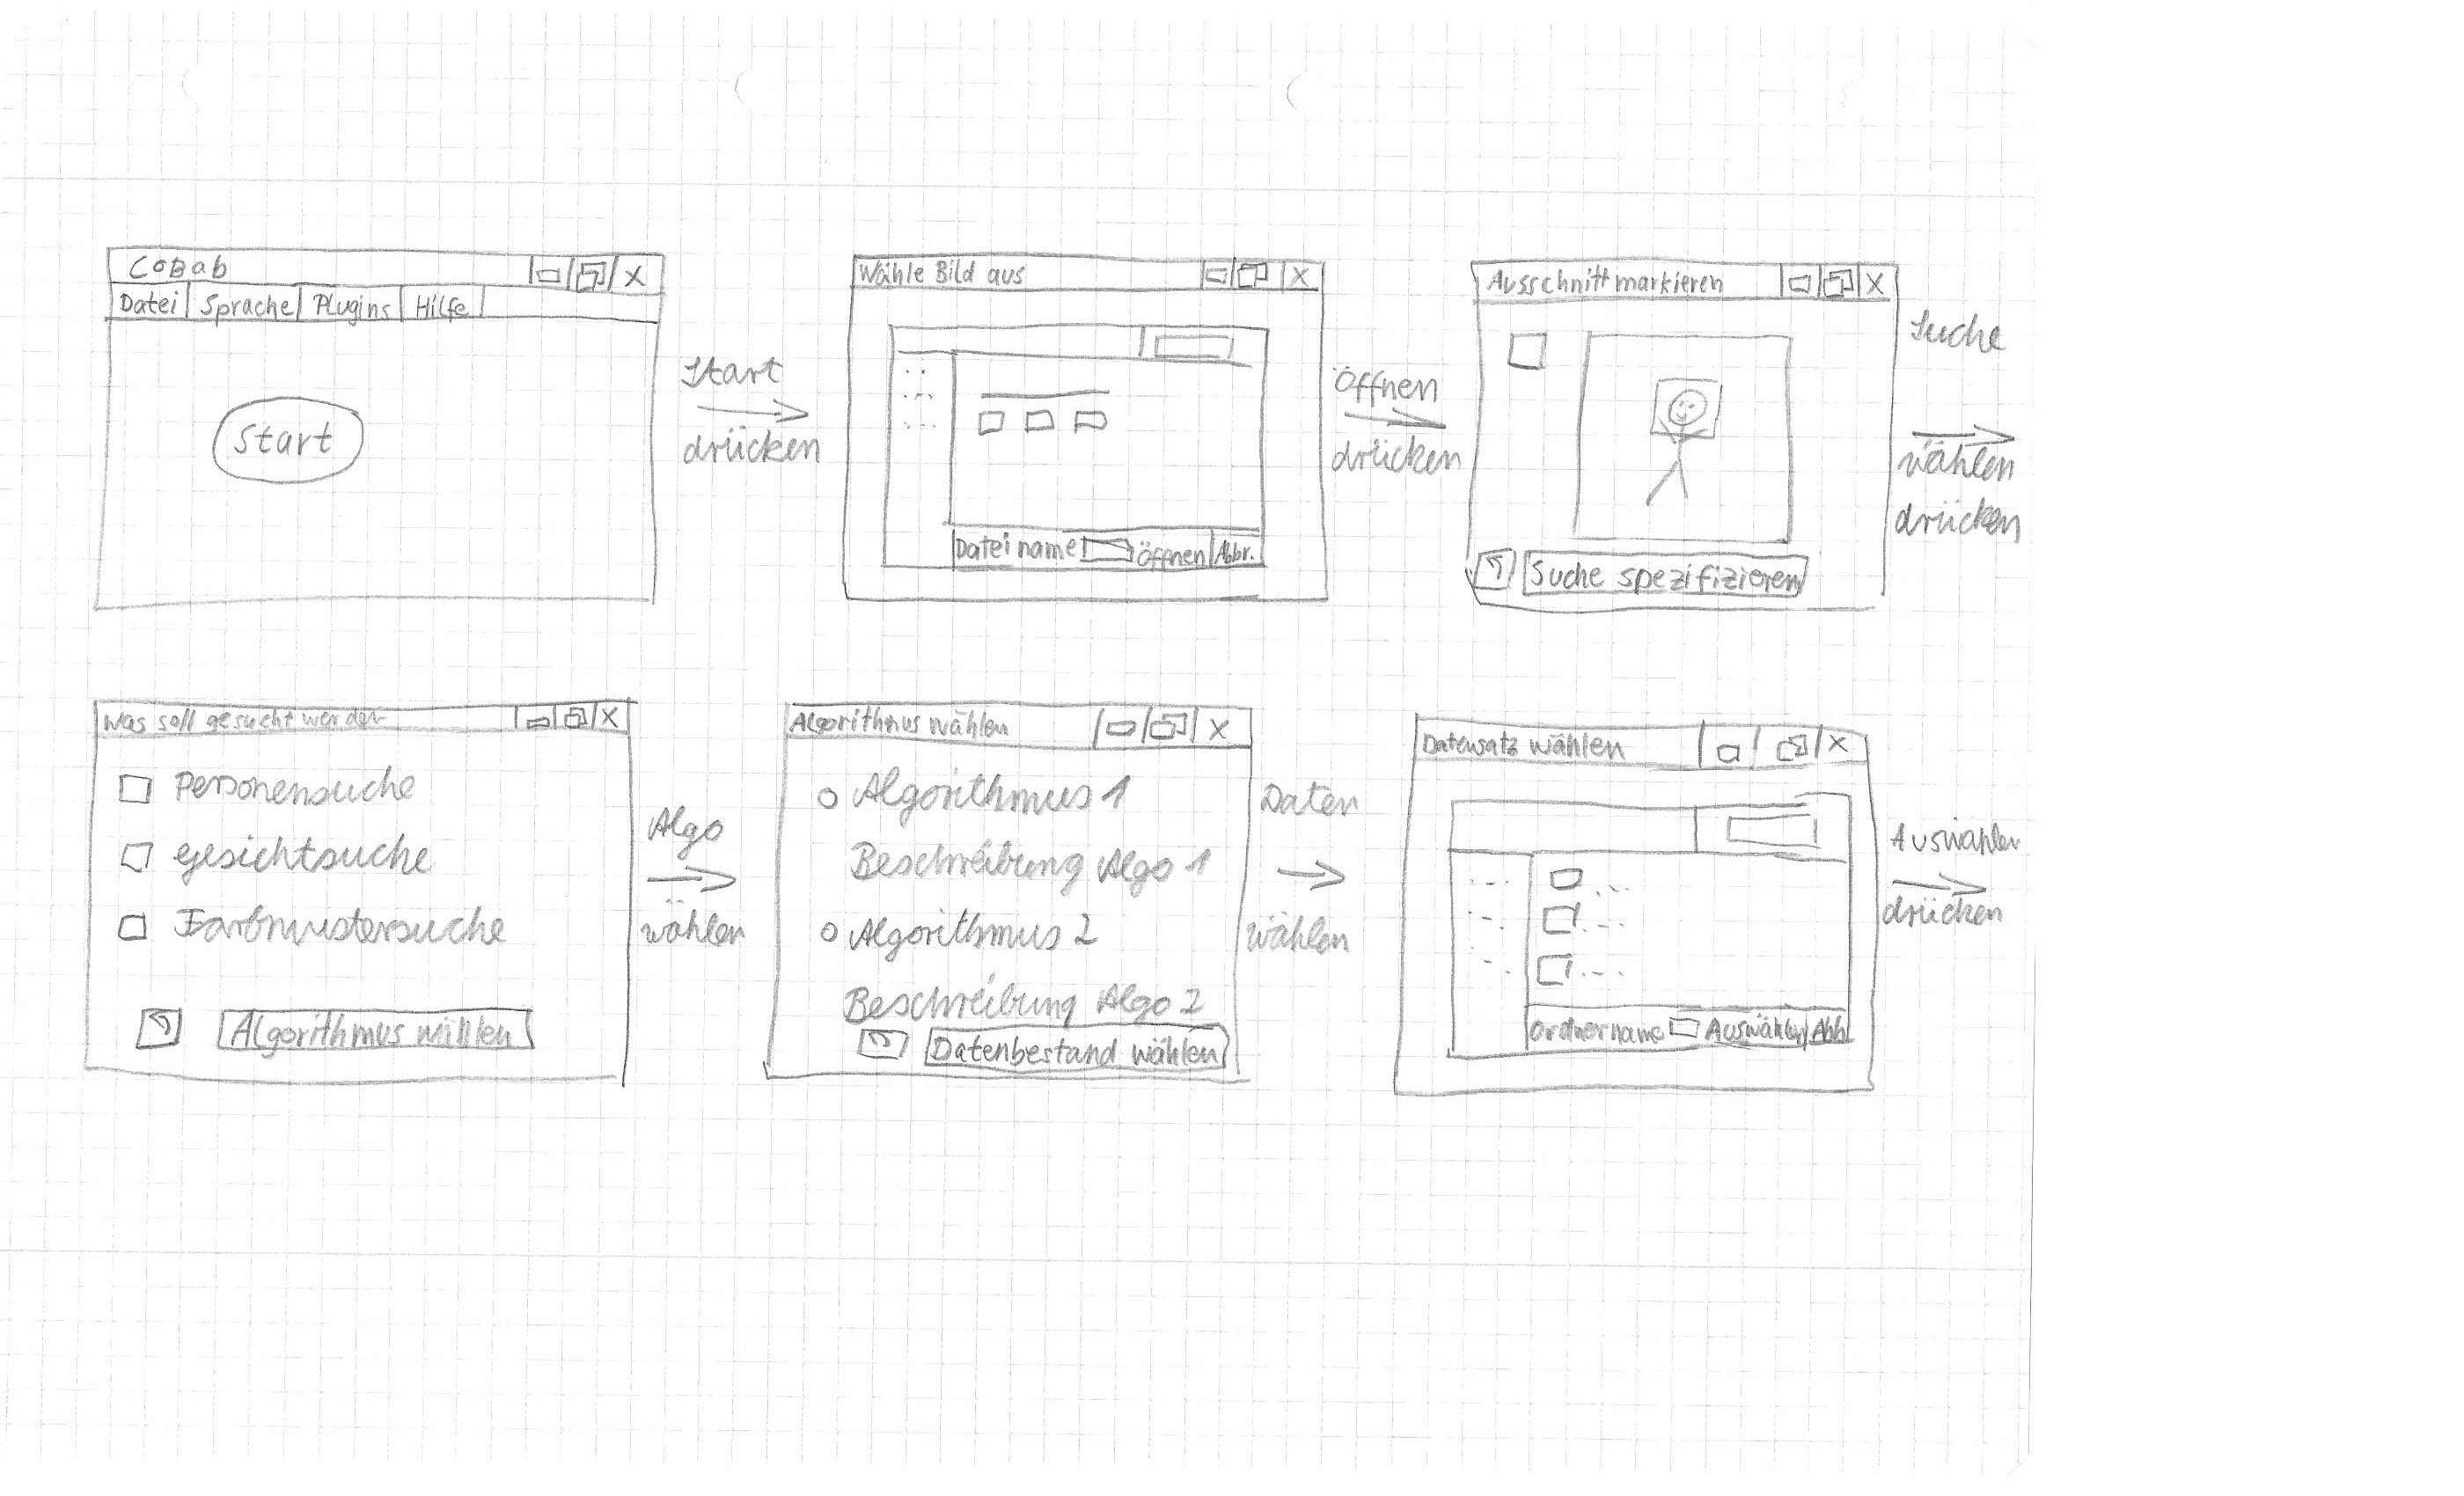 CoBab
Datei Sprache Plugins Hilfe
Start
Start
drücken
Wähle Bild aus
Dateiname Öffnen Abbr.
Öffnen
drücken
Ausschnitt markieren
Suche spezifizieren
Suche
wählen
drücken
Was soll gesucht werden
Personensuche
Gesichtsuche
Farbmustersuche
Algorithmus wählen
Algo
wählen
Algorithmus wählen
Algorithmus 1
Beschreibung Algo 1
Algorithmus 2
Beschreibung Algo 2
Datenbestand wählen
Daten
wählen
Datensatz wählen
Ordnername Auswählen Abb.
Auswählen
drücken